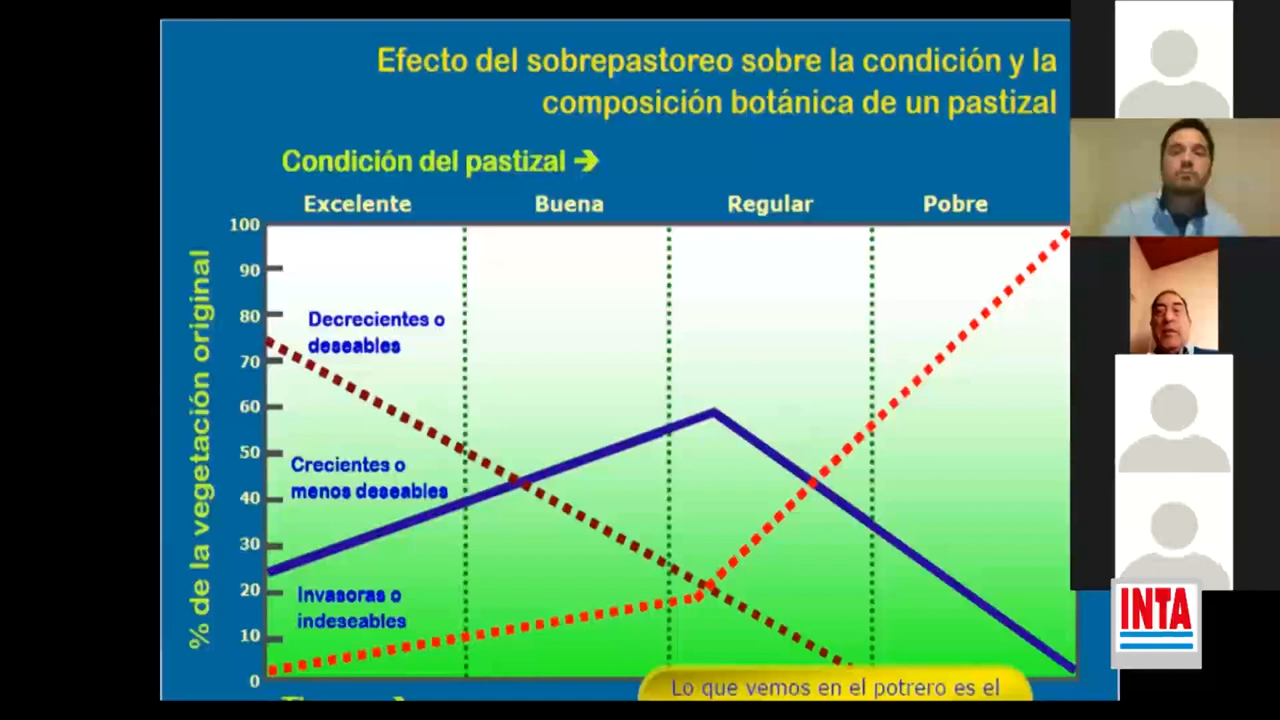 Efecto del sobrepastoreo sobre la condición y la
composición botánica de un pastizal
Condición del pastizal →
Excelente Buena Regular Pobre
% de la vegetación original
100
90
80
70
60
50
40
30
20
10
0
Decrecientes o
deseables
Crecientes o
menos deseables
Invasoras o
indeseables
Lo que vemos en el potrero es el
INTA